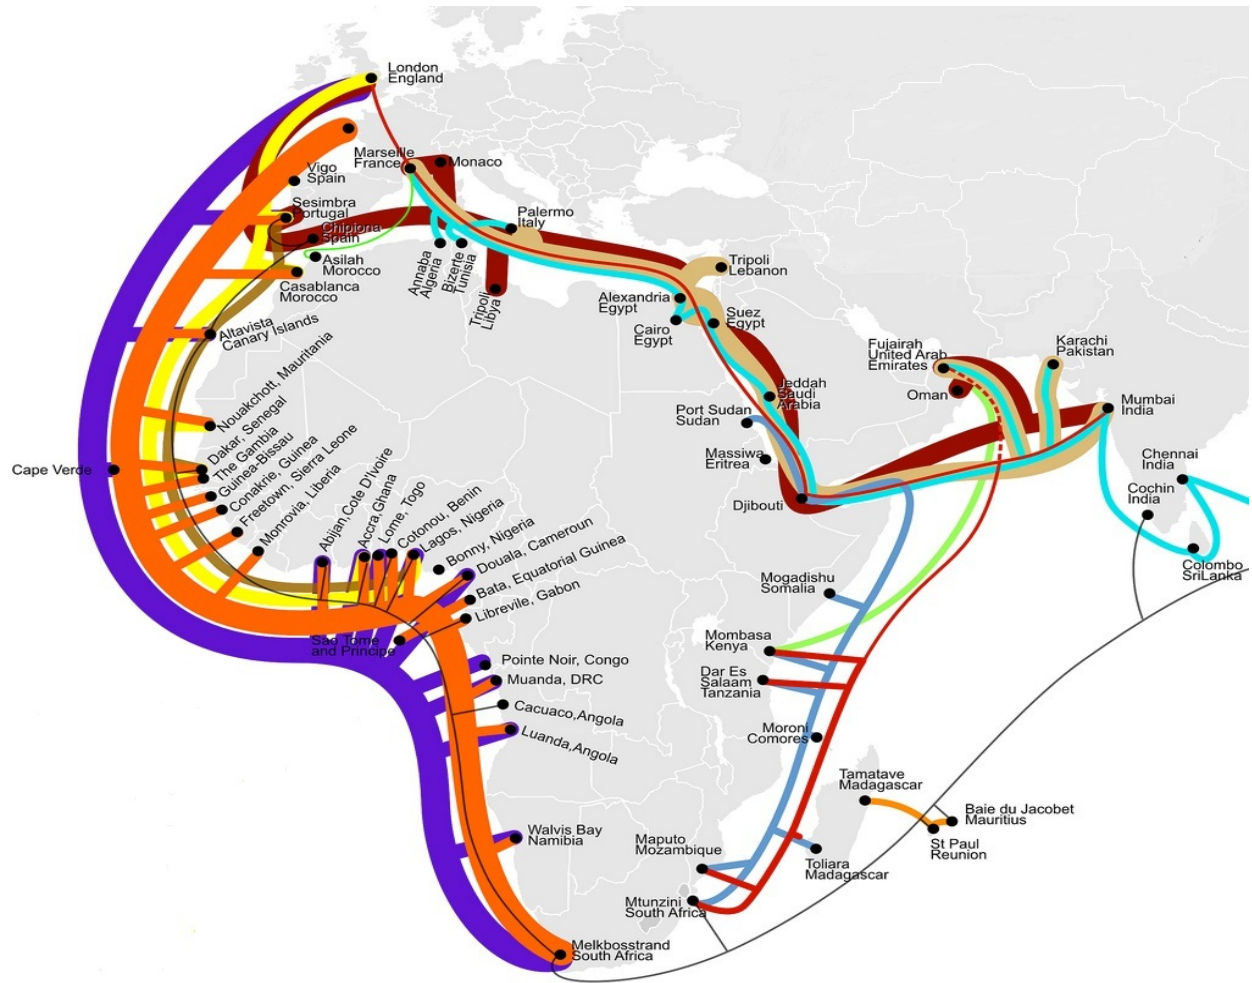 London
England
Marseille
France
Monaco
Vigo
Spain
Sesimbra
Portugal
Chipiona
Spain
Palermo
Italy
Asilah
Morocco
Casablanca
Morocco
Annaba
Algeria
Bizerte
Tunisia
Tripoli
Libya
Tripoli
Lebanon
Alexandria
Egypt
Cairo
Egypt
Suez
Egypt
Altavista
Canary Islands
Fujairah
United Arab
Emirates
Oman
Karachi
Pakistan
Mumbai
India
Jeddah
Saudi
Arabia
Port Sudan
Sudan
Massiwa
Eritrea
Djibouti
Chennai
India
Cochin
India
Colombo
SriLanka
Cape Verde
Nouakchott, Mauritania
Dakar, Senegal
The Gambia
Guinea-Bissau
Conakrie, Guinea
Freetown, Sierra Leone
Monrovia, Liberia
Abijan,Cote D'Ivoire
Accra,Ghana
Lome, Togo
Cotonou, Benin
Lagos, Nigeria
Bonny, Nigeria
Douala, Cameroun
Bata, Equatorial Guinea
Librevile, Gabon
Sao Tome
and Principe
Pointe Noir, Congo
Muanda, DRC
Cacuaco,Angola
Luanda,Angola
Mogadishu
Somalia
Mombasa
Kenya
Dar Es
Salaam
Tanzania
Moroni
Comores
Tamatave
Madagascar
Baie du Jacobet
Mauritius
St Paul
Reunion
Walvis Bay
Namibia
Maputo
Mozambique
Toliara
Madagascar
Mtunzini
South Africa
Melkbosstrand
South Africa